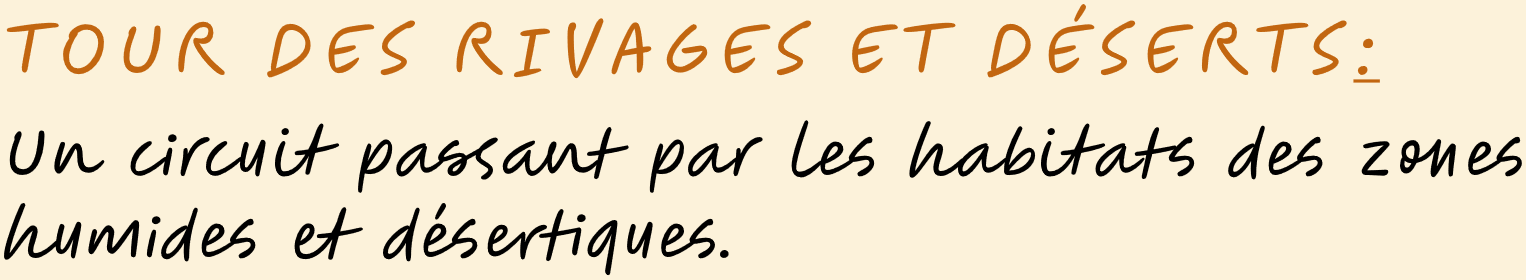 TOUR DES RIVAGES ET DÉSERTS:
Un circuit passant par les habitats des zones
humides et désertiques.